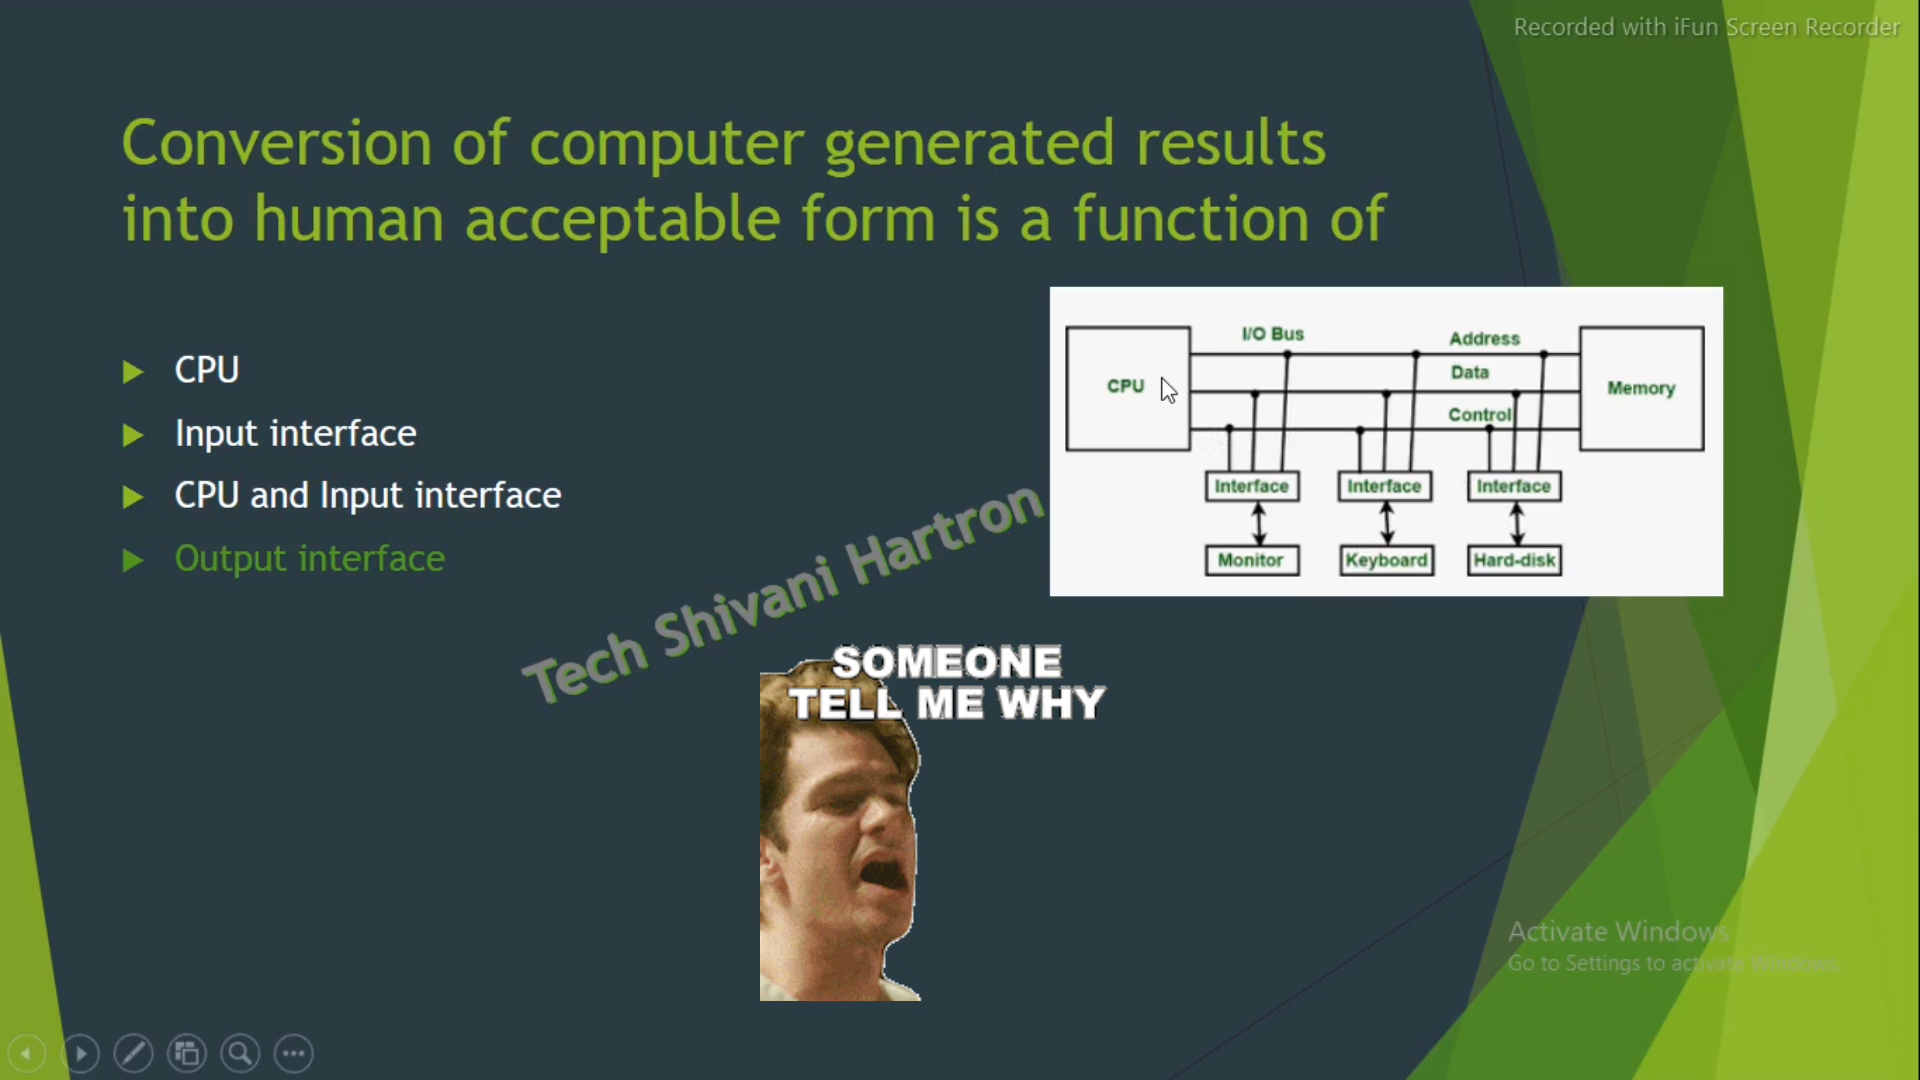 Recorded with iFun Screen Recorder
Conversion of computer generated results
into human acceptable form is a function of
CPU
Input interface
CPU and Input interface
Output interface
I/O Bus
Address
Data
Control
CPU
Memory
Interface
Interface
Interface
Monitor
Keyboard
Hard-disk
Tech Shivani Hartron
SOMEONE
TELL ME WHY
Activate Windows
Go to Settings to activate Windows.